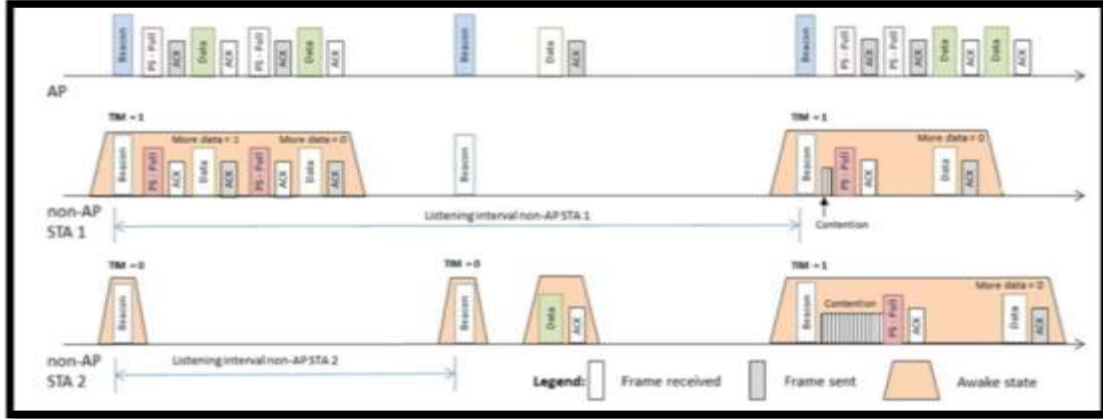 Beacon PS - Poll ACK Data ACK PS - Poll ACK Data ACK Beacon Data ACK Beacon PS - Poll ACK PS - Poll ACK Data Data ACK
AP
TIM = 1 TIM = 1
More data = 1 More data = 0 More data = 0
Beacon PS - Poll ACK Data ACK PS - Poll ACK Data ACK Beacon Beacon PS - Poll ACK Data ACK
non-AP
STA 1
Listening interval non-AP STA 1
Contention
TIM = 0 TIM = 0 TIM = 1
More data = 0
Beacon Beacon Data ACK Beacon Contention PS - Poll ACK Data ACK
non-AP
STA 2
Listening interval non-AP STA 2
Legend: Frame received Frame sent Awake state